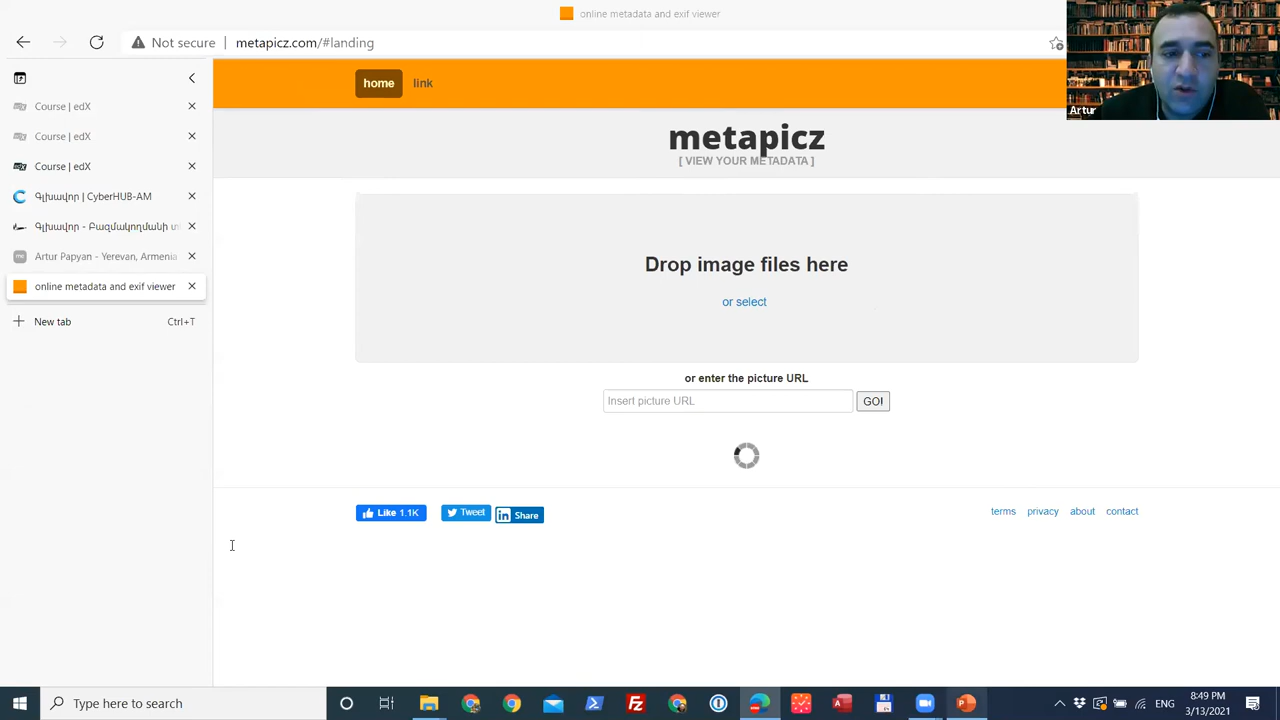 online metadata and exif viewer
Not secure
metapicz.com/#landing
Artur
Course | edX
Course | edX
Course | edX
Գլխավոր | CyberHUB-AM
Գլխավոր - Բազմակողմանի տ
Artur Papyan - Yerevan, Armenia
online metadata and exif viewer
New tab
Ctrl+T
home
link
metapicz
[ VIEW YOUR METADATA ]
Drop image files here
or select
or enter the picture URL
Insert picture URL
GO!
Like 1.1K
Tweet
Share
terms
privacy
about
contact
Type here to search
ENG
8:49 PM
3/13/2021